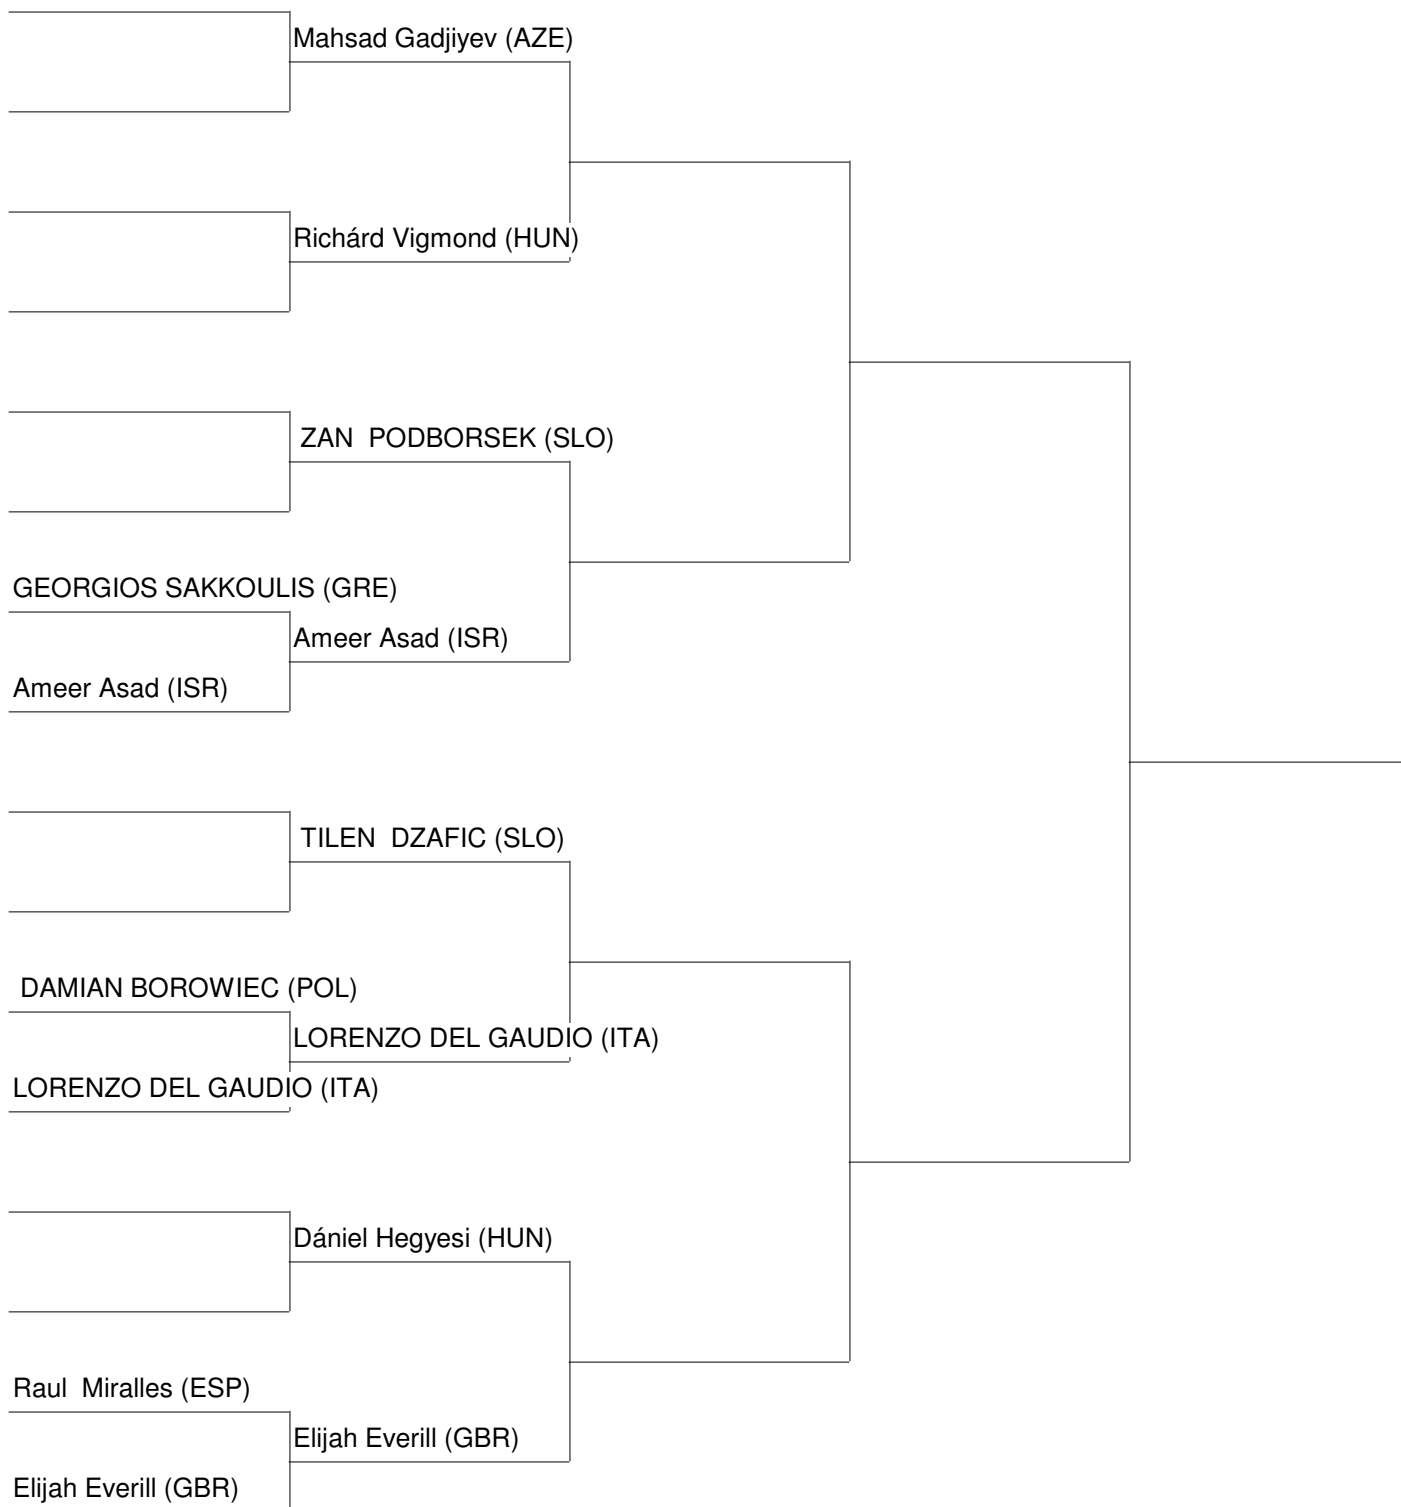 Mahsad Gadjiyev (AZE)
Richárd Vigmond (HUN)
ZAN  PODBORSEK (SLO)
GEORGIOS SAKKOULIS (GRE)
Ameer Asad (ISR)
Ameer Asad (ISR)
TILEN  DZAFIC (SLO)
DAMIAN BOROWIEC (POL)
LORENZO DEL GAUDIO (ITA)
LORENZO DEL GAUDIO (ITA)
Dániel Hegyesi (HUN)
Raul  Miralles (ESP)
Elijah Everill (GBR)
Elijah Everill (GBR)